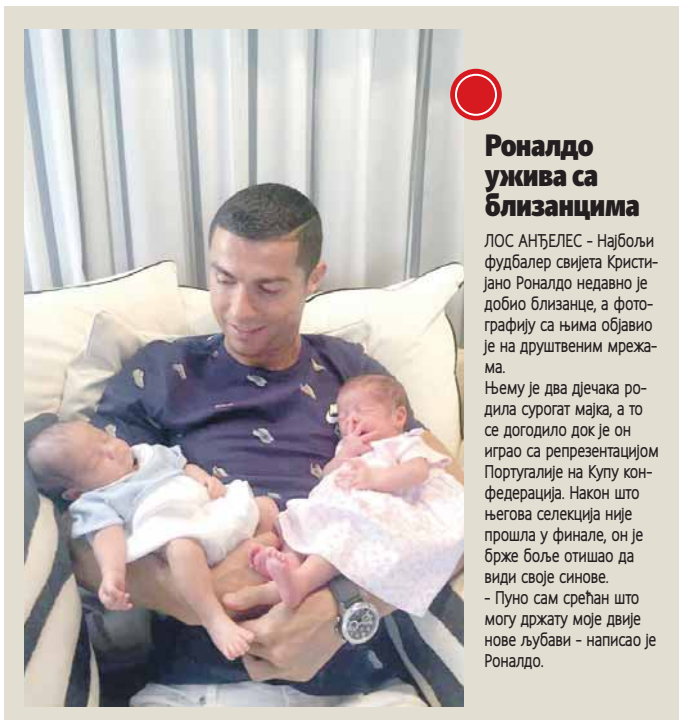 Роналдо
ужива са
близанцима
ЛОС АНЂЕЛЕС – Најбољи
фудбалер свијета Кристи-
јано Роналдо недавно је
добио близанце, а фото-
графију са њима објавио
је на друштвеним мрежа-
ма.
Њему је два дјечака ро-
дила сурогат мајка, а то
се догодило док је он
играо са репрезентацијом
Португалије на Купу кон-
федерација. Након што
његова селекција није
прошла у финале, он је
брже боље отишао да
види своје синове.
– Пуно сам срећан што
могу држату моје двије
нове љубави – написао је
Роналдо.